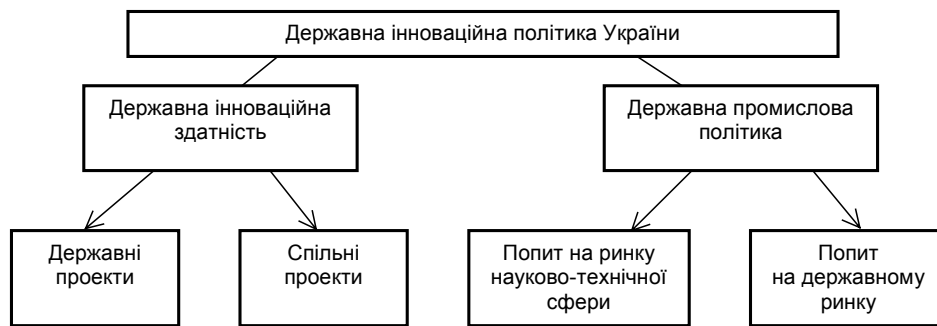 Державна інноваційна політика України
Державна інноваційна
здатність
Державна промислова
політика
Державні
проекти
Спільні
проекти
Попит на ринку
науково-технічної
сфери
Попит
на державному
ринку